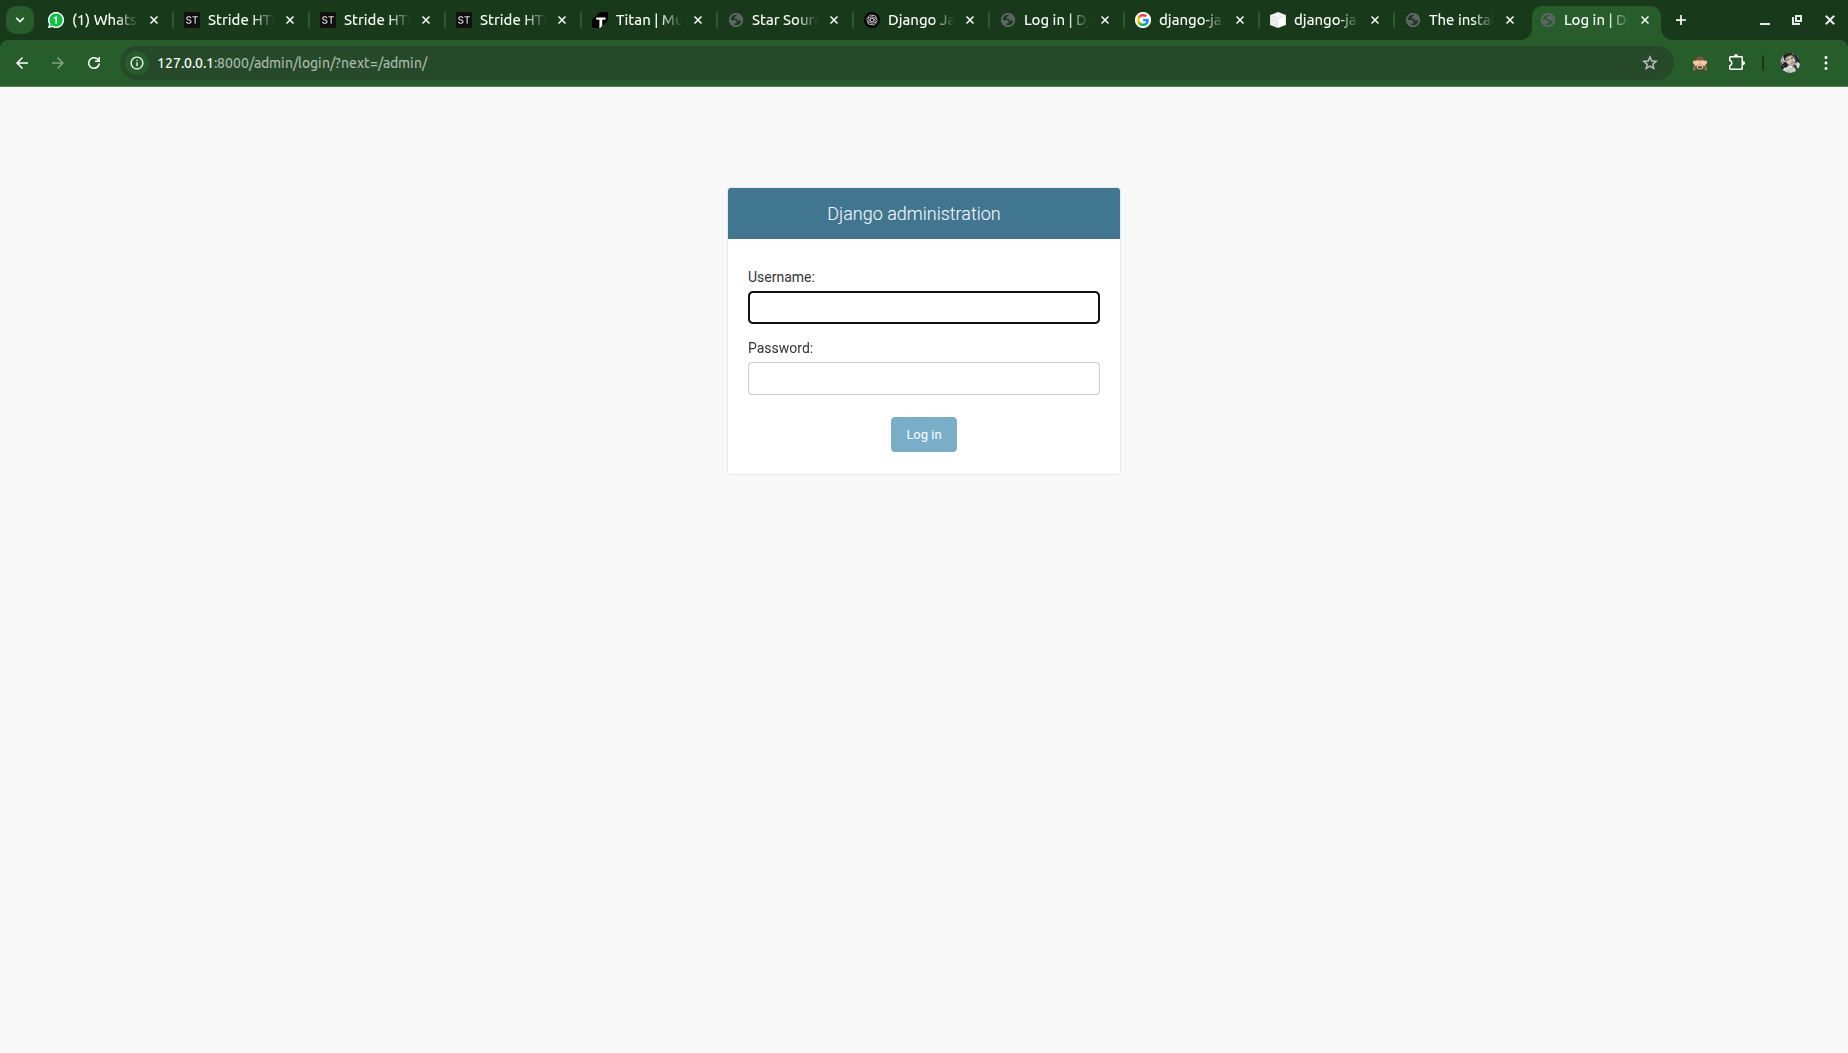 (1) Whats
ST Stride HT
ST Stride HT
ST Stride HT
T Titan | Mu
Star Sour
Django Ja
Log in | D
django-ja
django-ja
The insta
Log in | D
127.0.0.1:8000/admin/login/?next=/admin/
Django administration
Username:
Password:
Log in